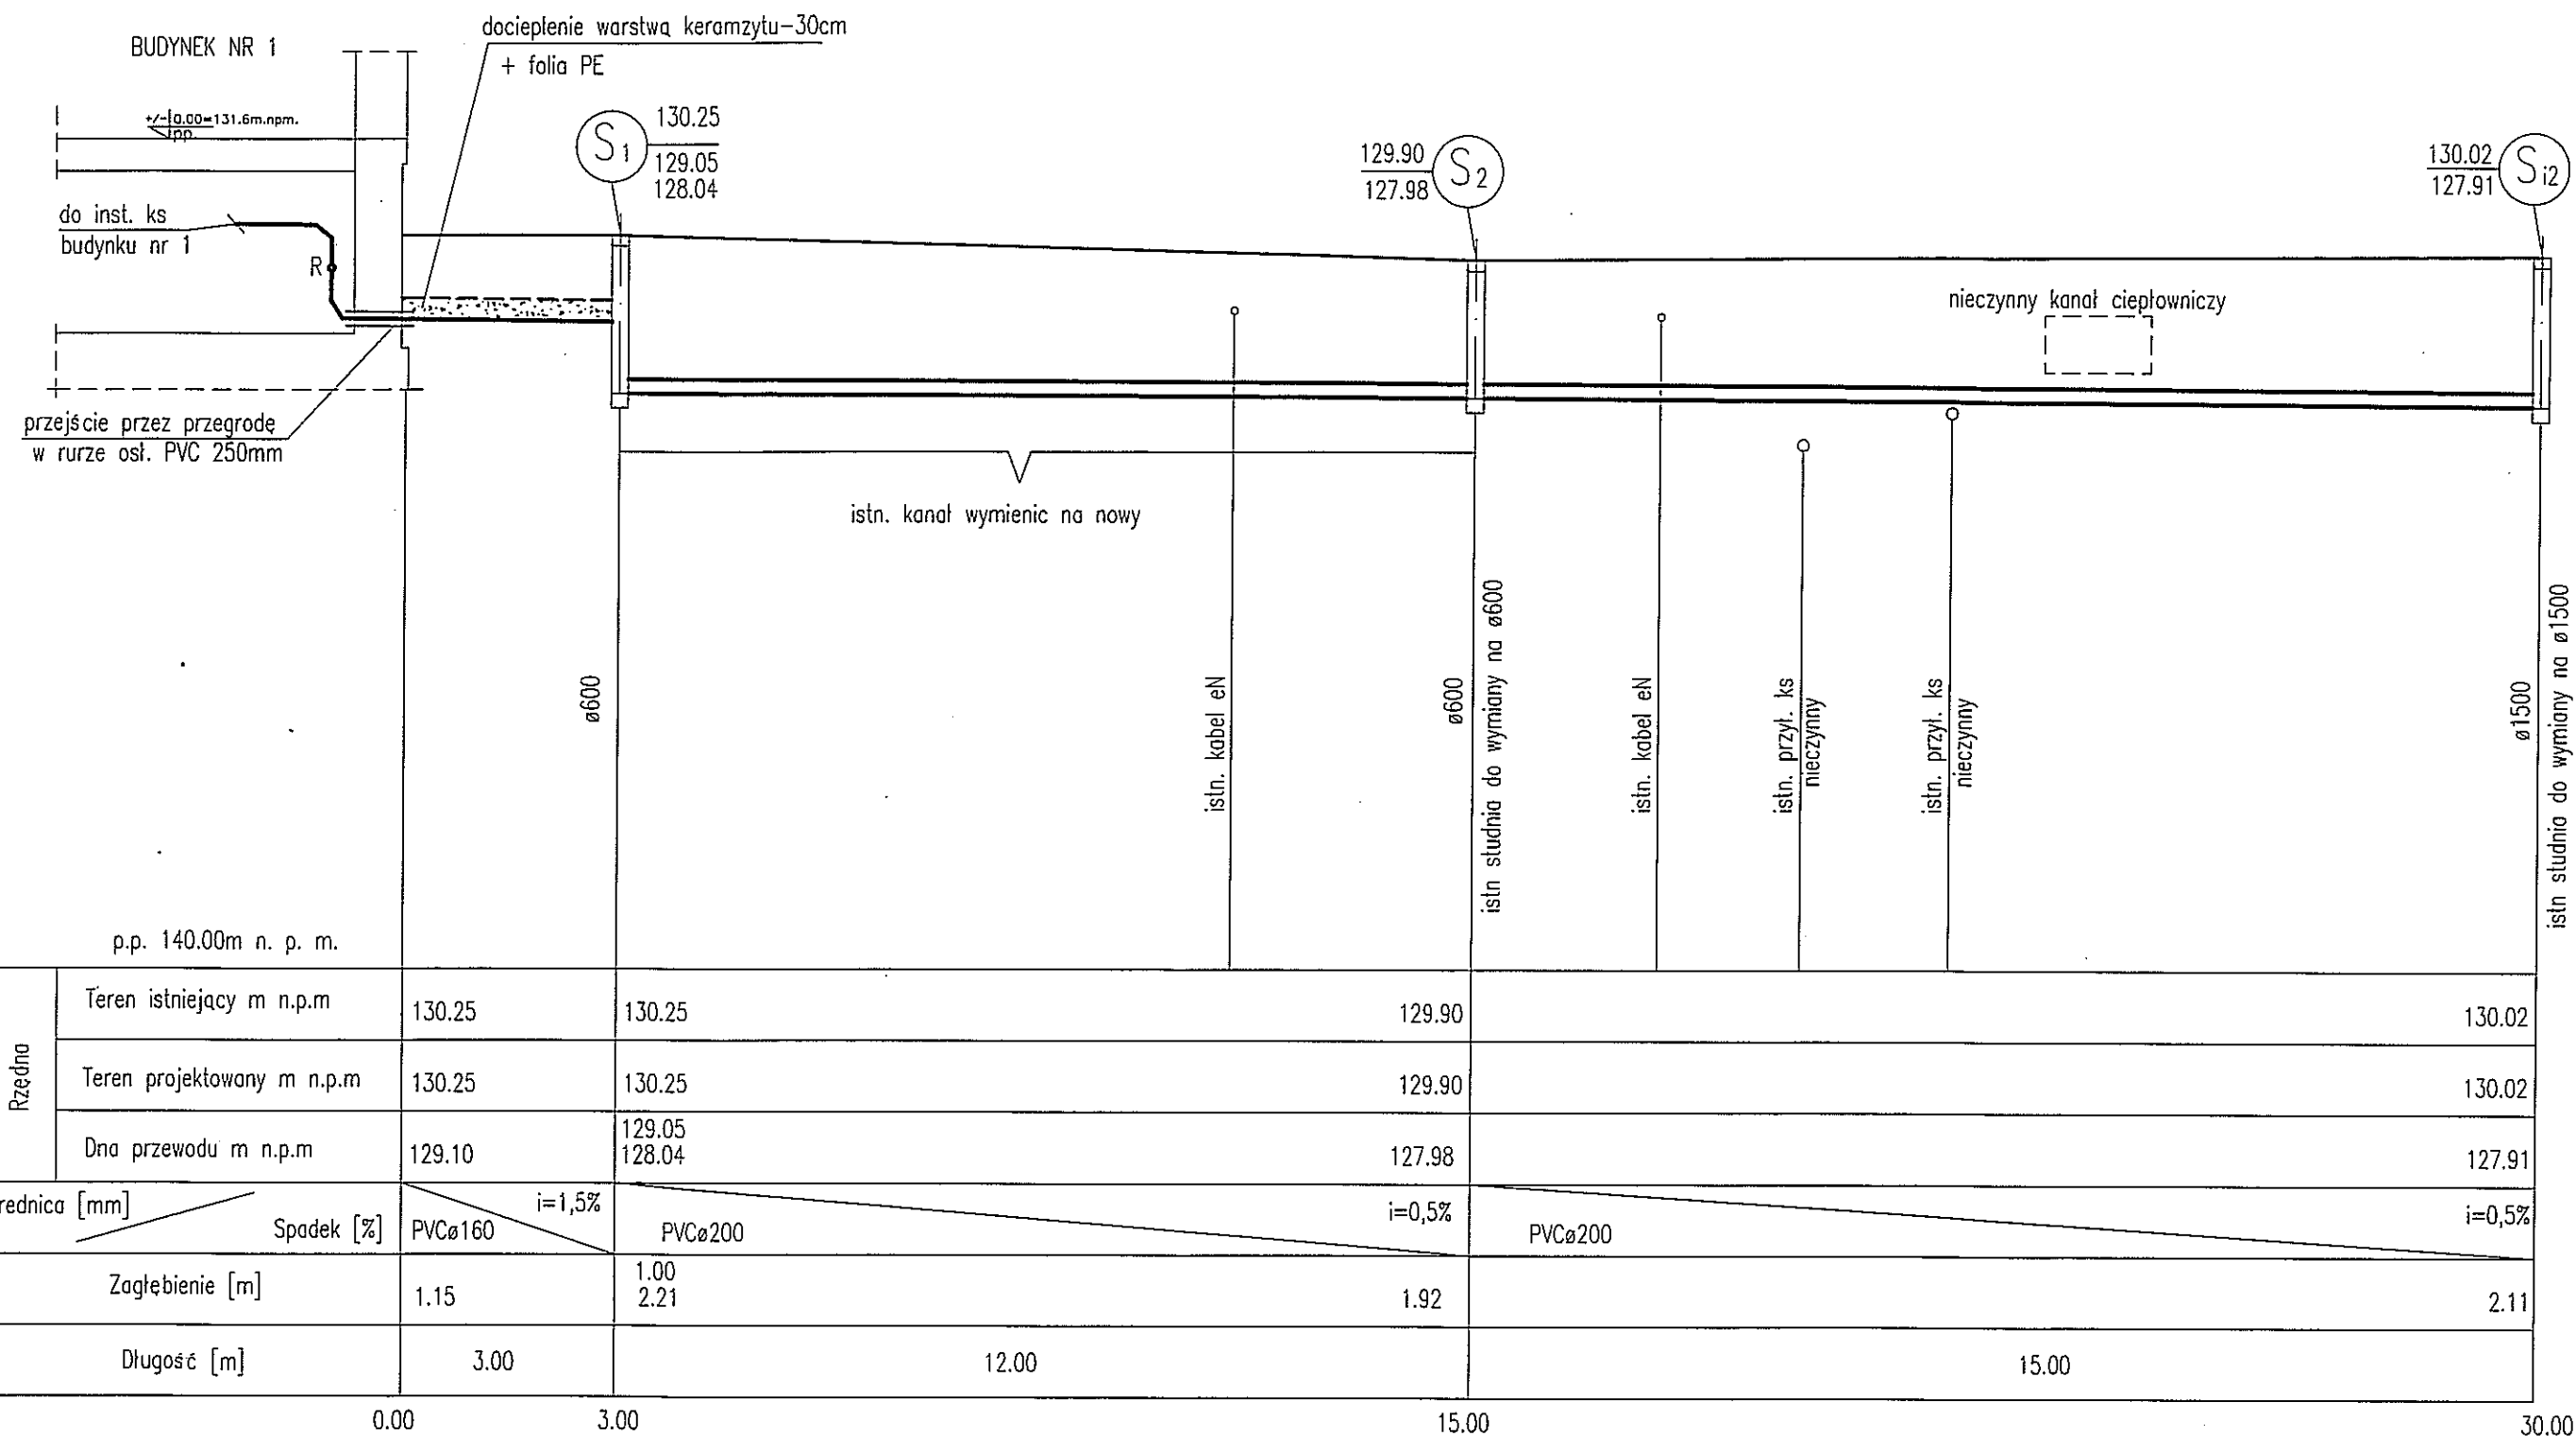 BUDYNEK NR 1
docieplenie warstwą keramzytu-30cm
+ folia PE
+/-0.00=131.6m.npm.
pp.
S1
130.25
129.05
128.04
129.90
127.98
S2
130.02
127.91
Si2
do inst. ks
budynku nr 1
R
nieczynny kanał ciepłowniczy
przejście przez przegrodę
w rurze osł. PVC 250mm
istn. kanał wymienic na nowy
ø600
istn. kabel eN
ø600
istn studnia do wymiany na ø600
istn. kabel eN
istn. przył. ks
nieczynny
istn. przył. ks
nieczynny
ø1500
istn studnia do wymiany na ø1500
p.p. 140.00m n. p. m.
Rzędna
Teren istniejący m n.p.m
130.25
130.25
129.90
130.02
Teren projektowany m n.p.m
130.25
130.25
129.90
130.02
Dna przewodu m n.p.m
129.10
129.05
128.04
127.98
127.91
rednica [mm]
Spadek [%]
PVCø160
i=1,5%
PVCø200
i=0,5%
PVCø200
i=0,5%
Zagłębienie [m]
1.15
1.00
2.21
1.92
2.11
Długość [m]
3.00
12.00
15.00
0.00
3.00
15.00
30.00